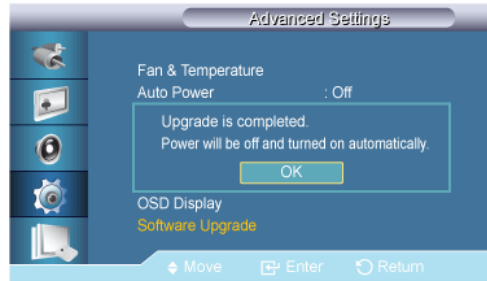 Advanced Settings
Fan & Temperature
Auto Power : Off
Upgrade is completed.
Power will be off and turned on automatically.
OK
OSD Display
Software Upgrade
Move Enter Return